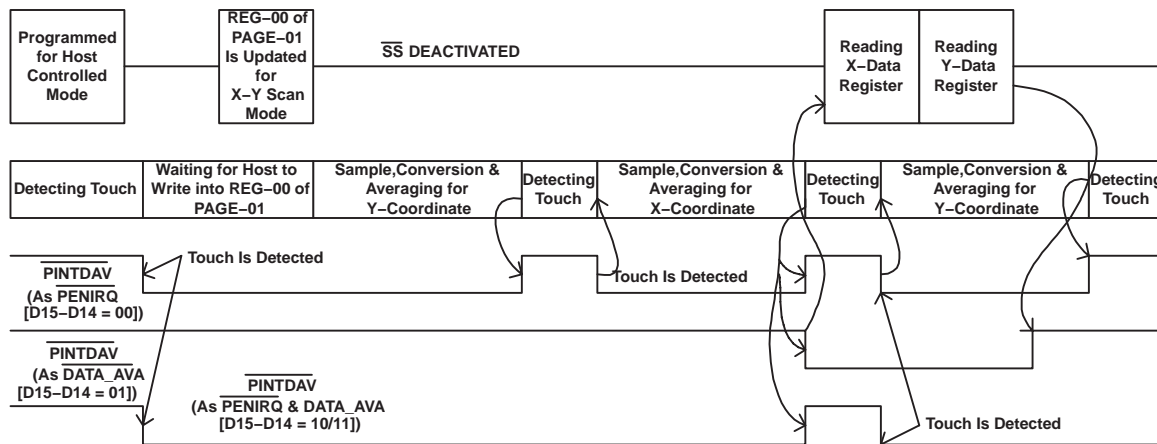 Programmed
for Host
Controlled
Mode
REG−00 of
PAGE−01
Is Updated
for
X−Y Scan
Mode
SS DEACTIVATED
Reading
X−Data
Register
Reading
Y−Data
Register
Detecting Touch
Waiting for Host to
Write into REG−00 of
PAGE−01
Sample,Conversion &
Averaging for
Y−Coordinate
Detecting
Touch
Sample,Conversion &
Averaging for
X−Coordinate
Detecting
Touch
Sample,Conversion &
Averaging for
Y−Coordinate
Detecting
Touch
PINTDAV
(As PENIRQ
[D15−D14 = 00])
Touch Is Detected
Touch Is Detected
PINTDAV
(As DATA_AVA
[D15−D14 = 01])
PINTDAV
(As PENIRQ & DATA_AVA
[D15−D14 = 10/11])
Touch Is Detected